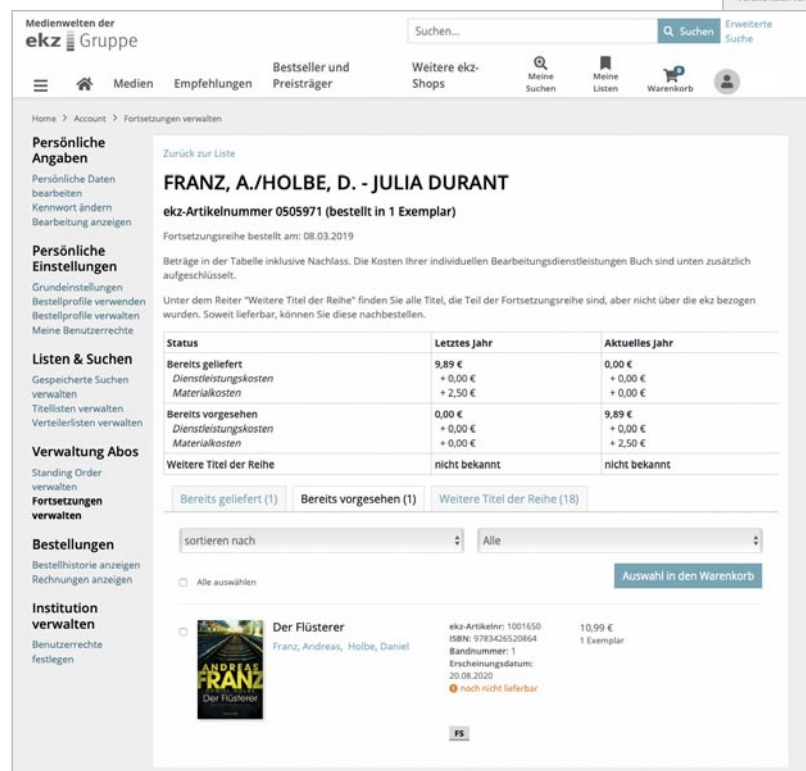 Medienwelten der
ekz Gruppe
Suchen...
Suchen
Erweiterte
Suche
Medien
Empfehlungen
Bestseller und
Preisträger
Weitere ekz-
Shops
Meine
Suchen
Meine
Listen
0
Warenkorb
Home > Account > Fortsetzungen verwalten
Persönliche
Angaben
Persönliche Daten
bearbeiten
Kennwort ändern
Bearbeitung anzeigen
Persönliche
Einstellungen
Grundeinstellungen
Bestellprofile verwenden
Bestellprofile verwalten
Meine Benutzerrechte
Listen & Suchen
Gespeicherte Suchen
verwalten
Titellisten verwalten
Verteilerlisten verwalten
Verwaltung Abos
Standing Order
verwalten
Fortsetzungen
verwalten
Bestellungen
Bestellhistorie anzeigen
Rechnungen anzeigen
Institution
verwalten
Benutzerrechte
festlegen
Zurück zur Liste
FRANZ, A./HOLBE, D. - JULIA DURANT
ekz-Artikelnummer 0505971 (bestellt in 1 Exemplar)
Fortsetzungsreihe bestellt am: 08.03.2019
Beträge in der Tabelle inklusive Nachlass. Die Kosten Ihrer individuellen Bearbeitungsdienstleistungen Buch sind unten zusätzlich
aufgeschlüsselt.
Unter dem Reiter "Weitere Titel der Reihe" finden Sie alle Titel, die Teil der Fortsetzungsreihe sind, aber nicht über die ekz bezogen
wurden. Soweit lieferbar, können Sie diese nachbestellen.
Status Letztes Jahr Aktuelles Jahr
Bereits geliefert 9,89 € 0,00 €
Dienstleistungskosten + 0,00 € + 0,00 €
Materialkosten + 2,50 € + 0,00 €
Bereits vorgesehen 0,00 € 9,89 €
Dienstleistungskosten + 0,00 € + 0,00 €
Materialkosten + 0,00 € + 2,50 €
Weitere Titel der Reihe nicht bekannt nicht bekannt
Bereits geliefert (1) Bereits vorgesehen (1) Weitere Titel der Reihe (18)
sortieren nach Alle
Alle auswählen
Auswahl in den Warenkorb
ANDREAS
FRANZ
DANIEL HOLBE
Der Flüsterer
Der Flüsterer
Franz, Andreas, Holbe, Daniel
ekz-Artikelnr: 1001650
ISBN: 9783426520864
Bandnummer: 1
Erscheinungsdatum:
20.08.2020
noch nicht lieferbar
10,99 €
1 Exemplar
FS